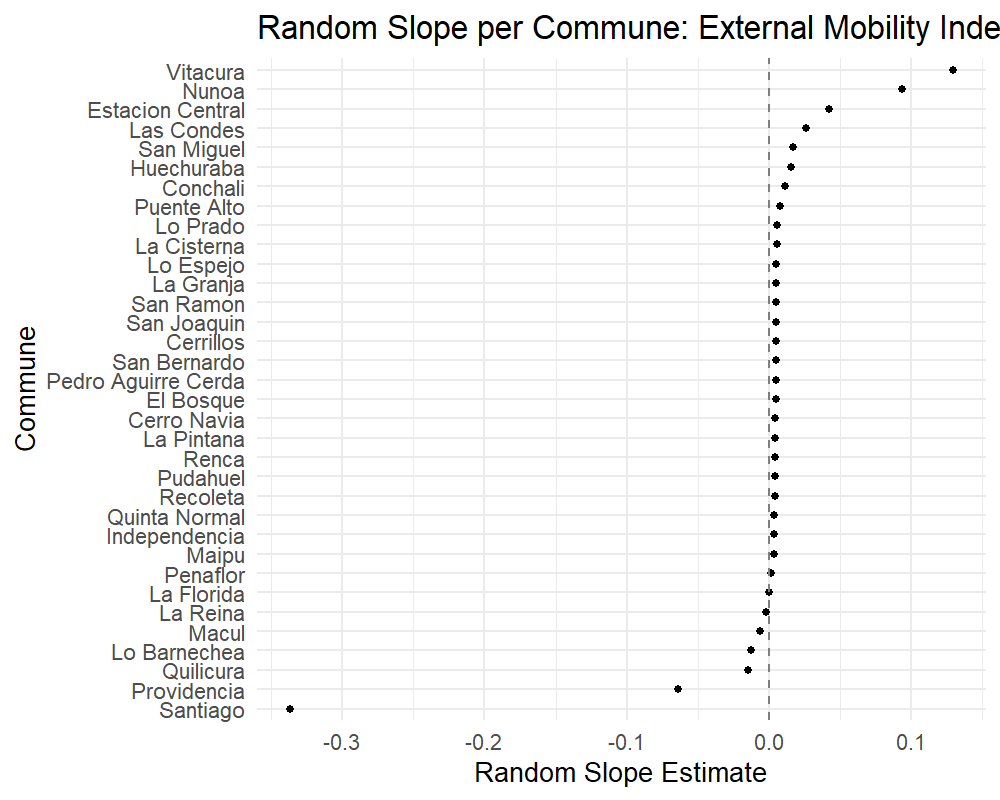 Random Slope per Commune: External Mobility Inde
Vitacura
Nunoa
Estacion Central
Las Condes
San Miguel
Huechuraba
Conchali
Puente Alto
Lo Prado
La Cisterna
Lo Espejo
La Granja
San Ramon
San Joaquin
Cerrillos
San Bernardo
Pedro Aguirre Cerda
El Bosque
Cerro Navia
La Pintana
Renca
Pudahuel
Recoleta
Quinta Normal
Independencia
Maipu
Penaflor
La Florida
La Reina
Macul
Lo Barnechea
Quilicura
Providencia
Santiago
Commune
-0.3 -0.2 -0.1 0.0 0.1
Random Slope Estimate